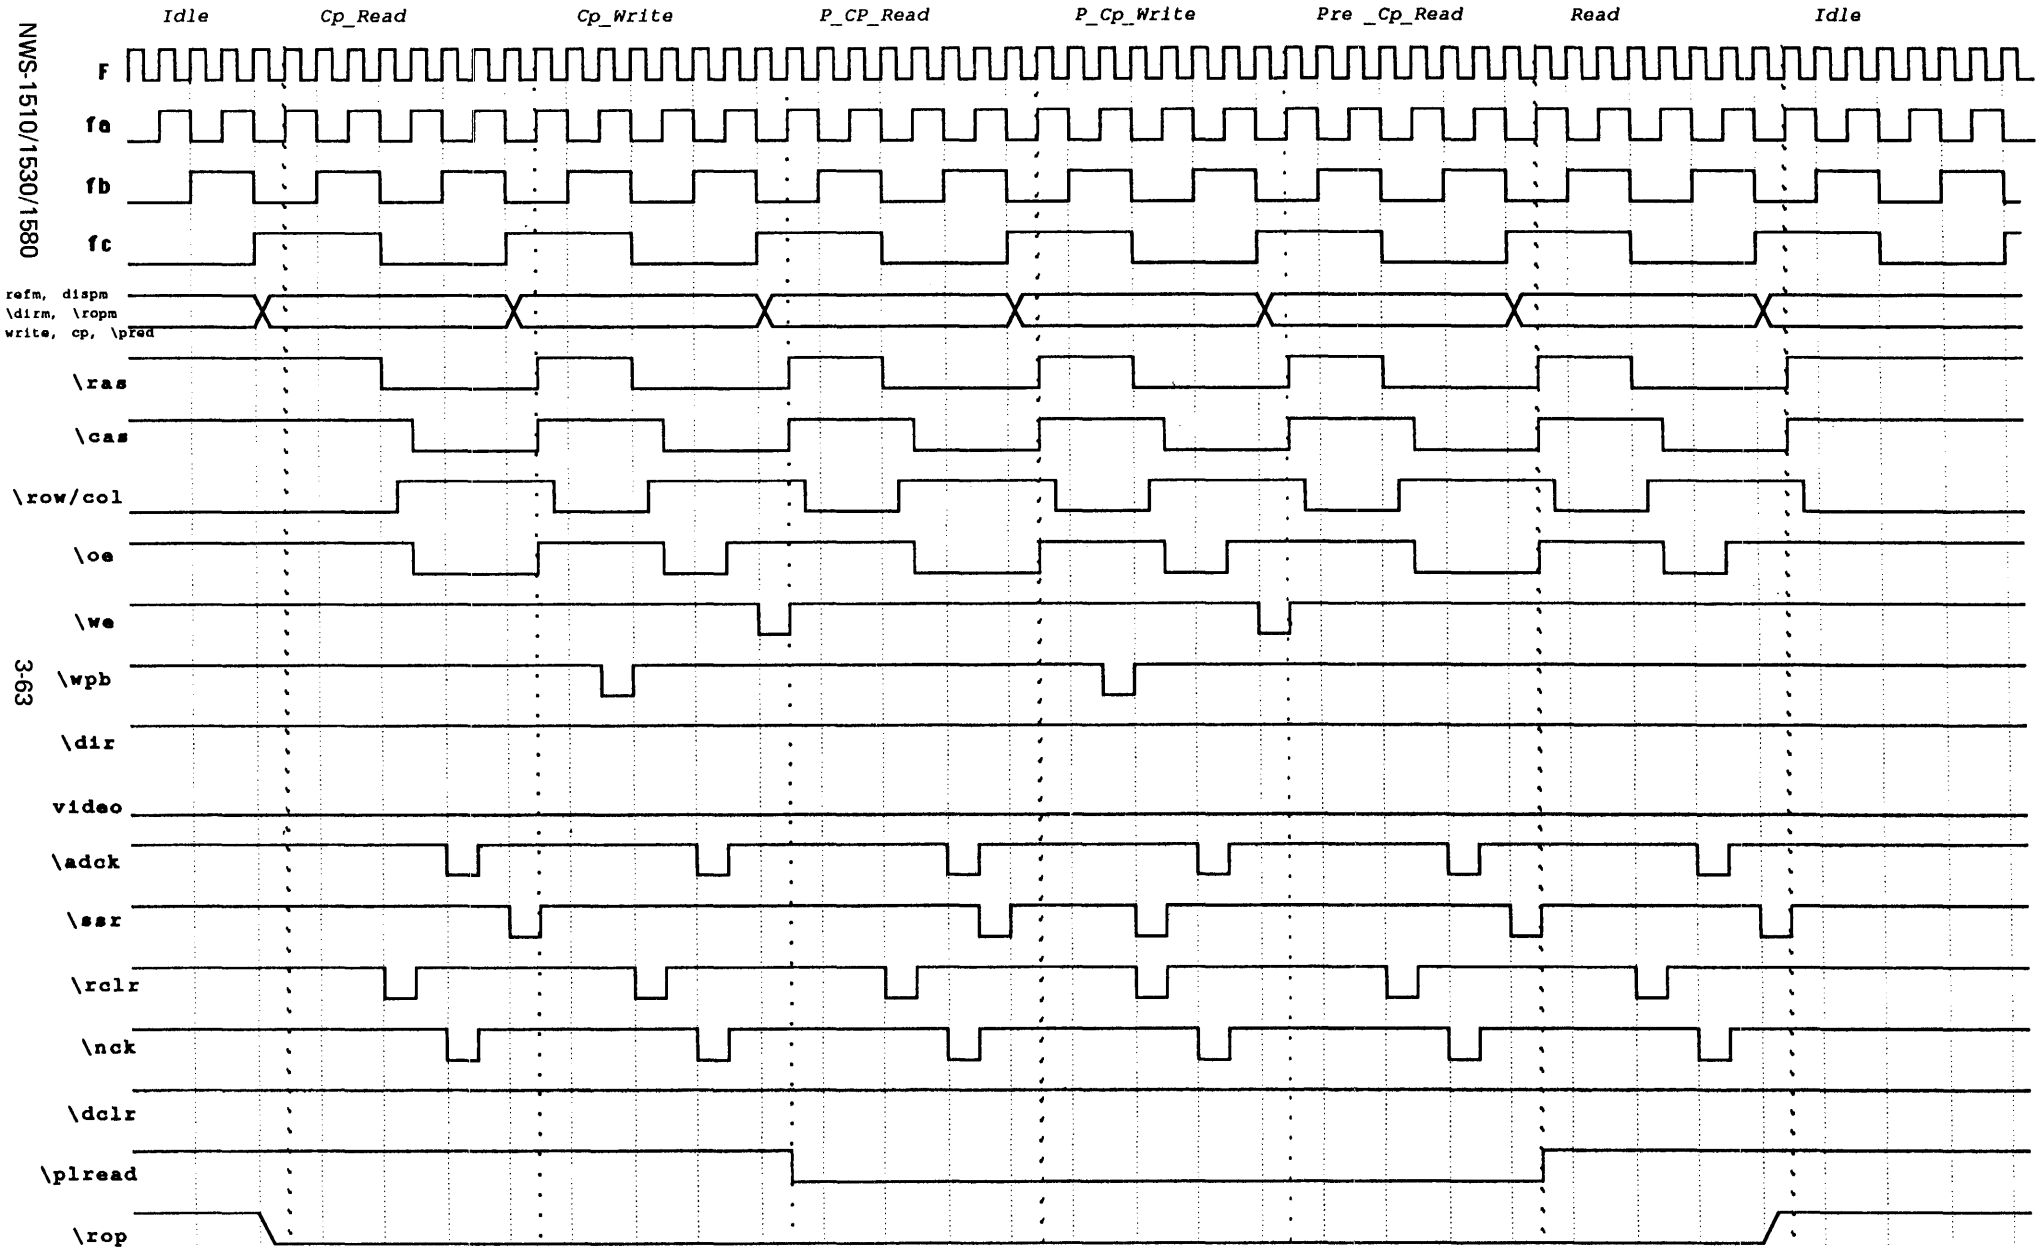 Idle Cp_Read Cp_Write P_CP_Read P_Cp_Write Pre _Cp_Read Read Idle
NWS-1510/1530/1580
F
fa
fb
fc
refm, dispm
\dirm, \ropm
write, cp, \pred
\ras
\cas
\row/col
\oe
\we
3-63
\wpb
\dir
video
\adck
\ssr
\rclr
\nck
\dclr
\plread
\rop